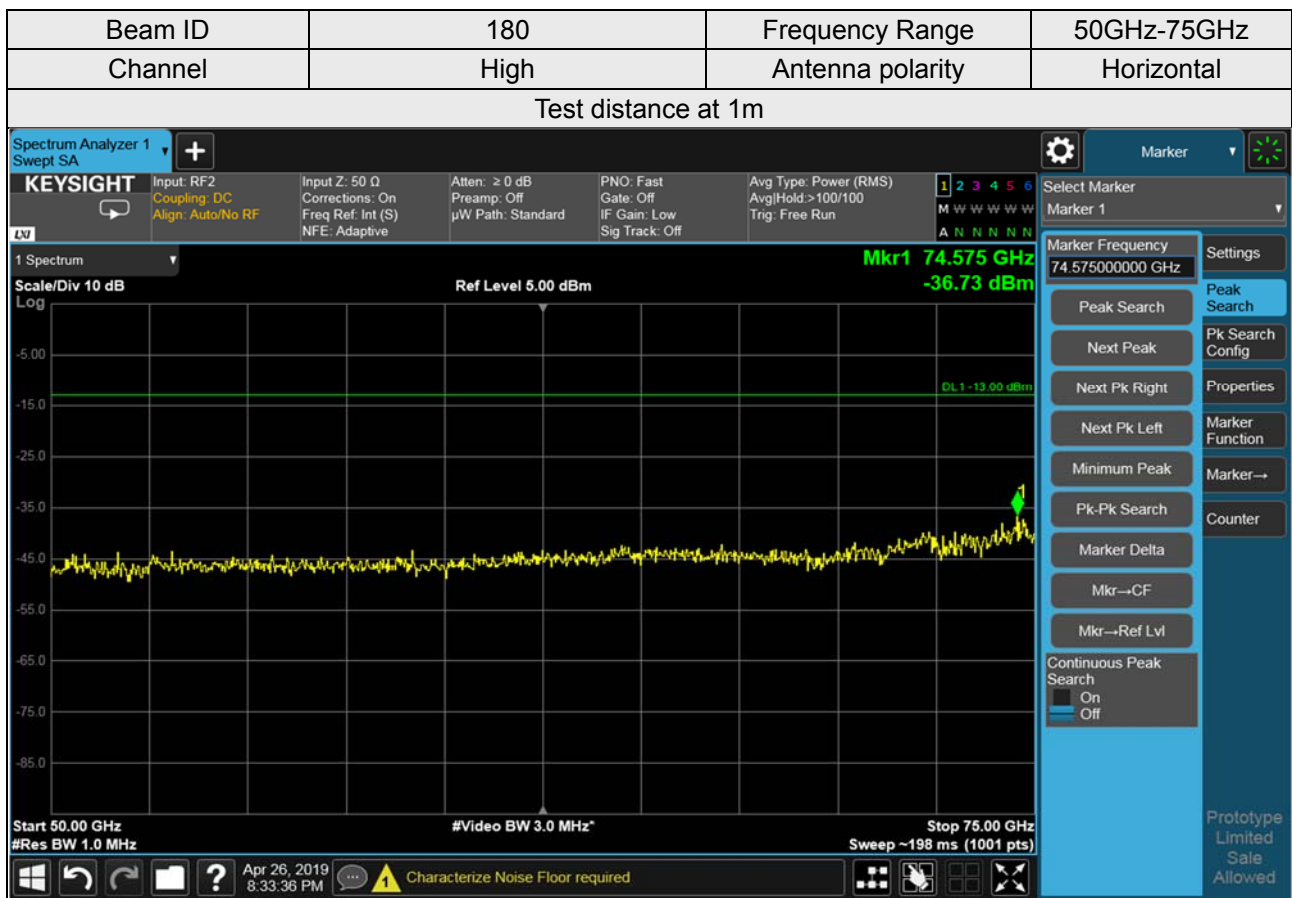 Beam ID 180 Frequency Range 50GHz-75GHz
Channel High Antenna polarity Horizontal
Test distance at 1m
Spectrum Analyzer 1
Swept SA
Marker
KEYSIGHT
LXI
Input: RF2
Coupling: DC
Align: Auto/No RF
Input Z: 50 Ω
Corrections: On
Freq Ref: Int (S)
NFE: Adaptive
Atten: ≥ 0 dB
Preamp: Off
µW Path: Standard
PNO: Fast
Gate: Off
IF Gain: Low
Sig Track: Off
Avg Type: Power (RMS)
Avg|Hold:>100/100
Trig: Free Run
1 2 3 4 5 6
M W W W W W
A N N N N N
Select Marker
Marker 1
1 Spectrum
Scale/Div 10 dB
Log
Ref Level 5.00 dBm
Mkr1 74.575 GHz
-36.73 dBm
DL1 -13.00 dBm
1
-5.00
-15.0
-25.0
-35.0
-45.0
-55.0
-65.0
-75.0
-85.0
Start 50.00 GHz
#Res BW 1.0 MHz
#Video BW 3.0 MHz*
Stop 75.00 GHz
Sweep ~198 ms (1001 pts)
Marker Frequency
74.575000000 GHz
Peak Search
Next Peak
Next Pk Right
Next Pk Left
Minimum Peak
Pk-Pk Search
Marker Delta
Mkr→CF
Mkr→Ref Lvl
Continuous Peak
Search
On
Off
Settings
Peak
Search
Pk Search
Config
Properties
Marker
Function
Marker→
Counter
Prototype
Limited
Sale
Allowed
?
Apr 26, 2019
8:33:36 PM
1
Characterize Noise Floor required